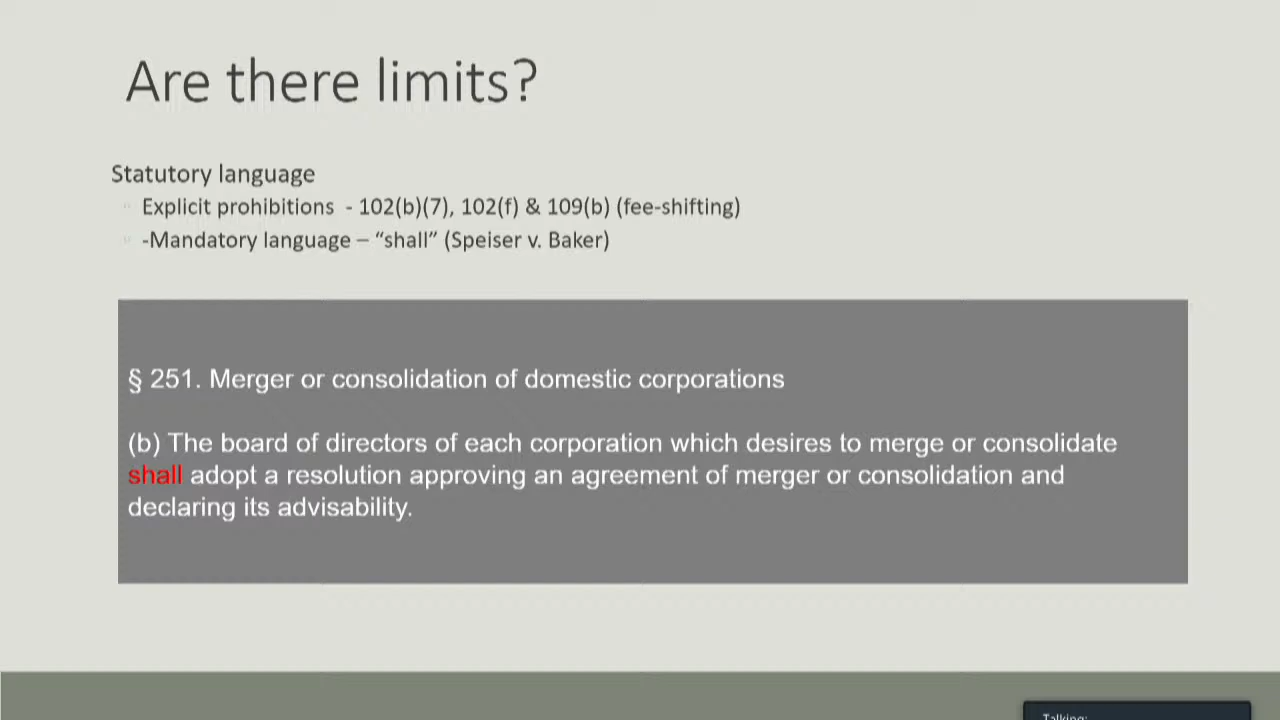 Are there limits?
Statutory language
Explicit prohibitions - 102(b)(7), 102(f) & 109(b) (fee-shifting)
-Mandatory language – “shall” (Speiser v. Baker)
§ 251. Merger or consolidation of domestic corporations
(b) The board of directors of each corporation which desires to merge or consolidate
shall adopt a resolution approving an agreement of merger or consolidation and
declaring its advisability.
Talking: